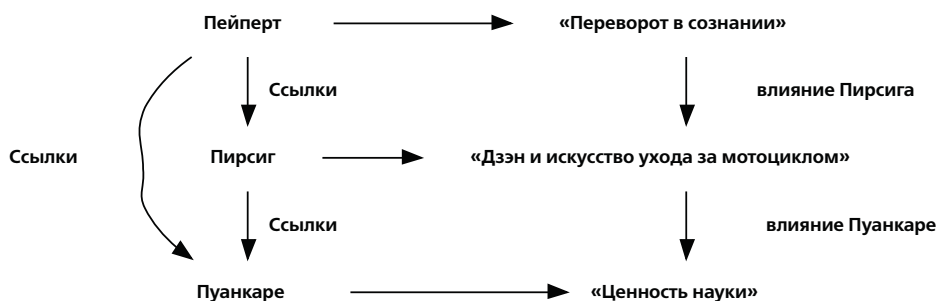 Пейперт
«Переворот в сознании»
Ссылки
влияние Пирсига
Ссылки
Пирсиг
«Дзэн и искусство ухода за мотоциклом»
Ссылки
влияние Пуанкаре
Пуанкаре
«Ценность науки»